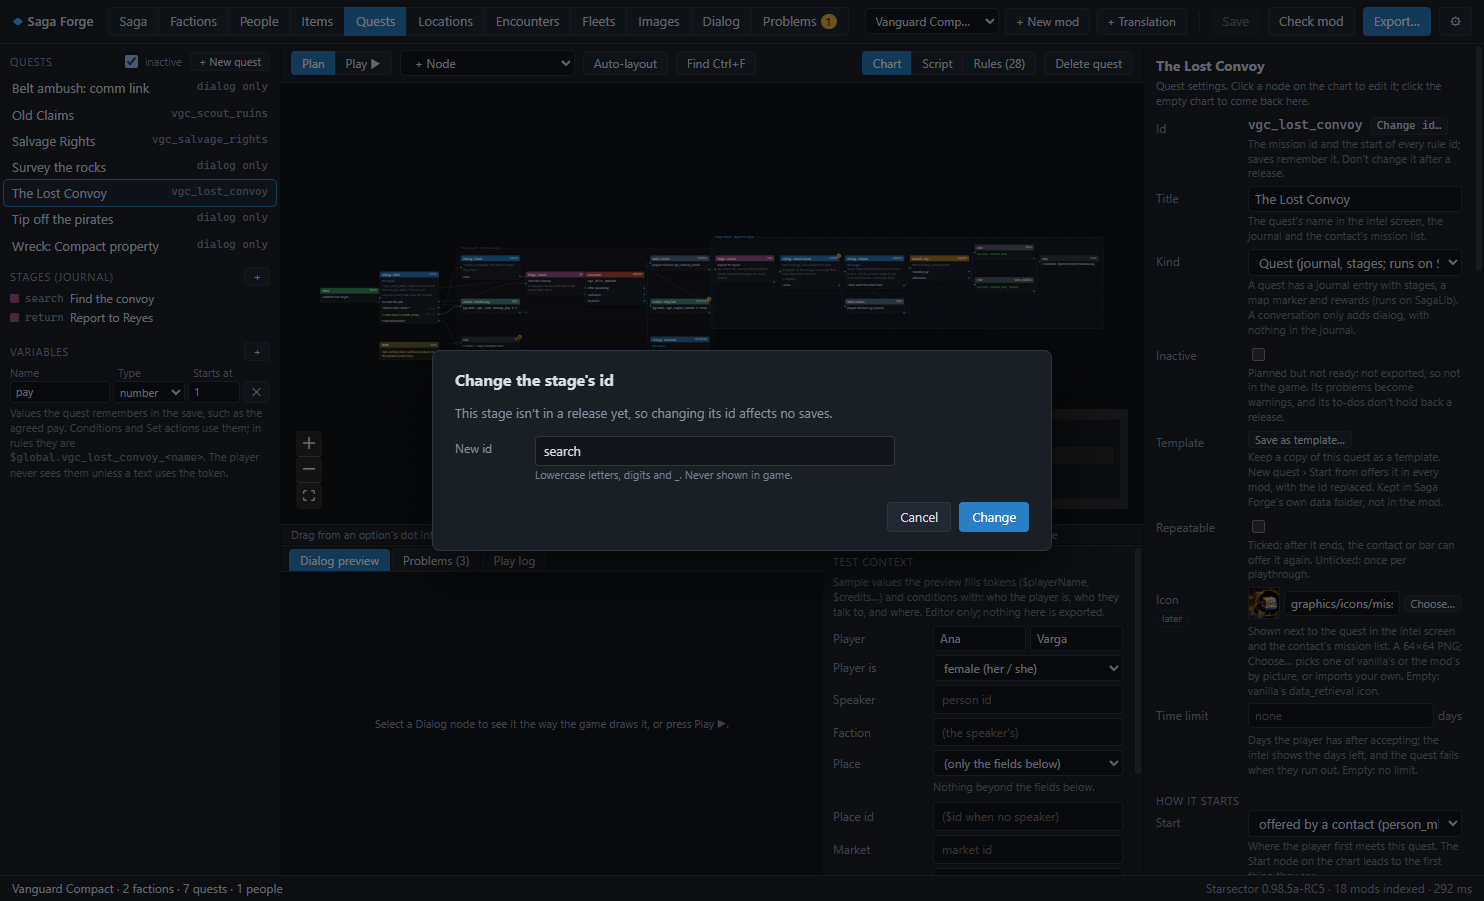 Saga Forge
Saga
Factions
People
Items
Quests
Locations
Encounters
Fleets
Images
Dialog
Problems 1
Vanguard Comp...
+ New mod
+ Translation
Save
Check mod
Export...
QUESTS
inactive
+ New quest
Belt ambush: comm link dialog only
Old Claims vgc_scout_ruins
Salvage Rights vgc_salvage_rights
Survey the rocks dialog only
The Lost Convoy vgc_lost_convoy
Tip off the pirates dialog only
Wreck: Compact property dialog only
STAGES (JOURNAL)
+
search Find the convoy
return Report to Reyes
VARIABLES
+
Name Type Starts at
pay number 1
Values the quest remembers in the save, such as the
agreed pay. Conditions and Set actions use them; in
rules they are
$global.vgc_lost_convoy_<name>. The player
never sees them unless a text uses the token.
Plan
Play ▶
+ Node
Auto-layout
Find Ctrl+F
Chart
Script
Rules (28)
Delete quest
Drag from an option's dot int
Change the stage's id
This stage isn't in a release yet, so changing its id affects no saves.
New id
search
Lowercase letters, digits and _. Never shown in game.
Cancel
Change
Dialog preview
Problems (3)
Play log
Select a Dialog node to see it the way the game draws it, or press Play ▶.
TEST CONTEXT
Sample values the preview fills tokens ($playerName,
$credits...) and conditions with: who the player is, who they
talk to, and where. Editor only; nothing here is exported.
Player Ana Varga
Player is female (her / she)
Speaker person id
Faction (the speaker's)
Place (only the fields below)
Nothing beyond the fields below.
Place id ($id when no speaker)
Market market id
The Lost Convoy
Quest settings. Click a node on the chart to edit it; click the
empty chart to come back here.
Id vgc_lost_convoy Change id...
The mission id and the start of every rule id;
saves remember it. Don't change it after a
release.
Title The Lost Convoy
The quest's name in the intel screen, the
journal and the contact's mission list.
Kind Quest (journal, stages; runs on S
A quest has a journal entry with stages, a
map marker and rewards (runs on SagaLib).
A conversation only adds dialog, with
nothing in the journal.
Inactive
Planned but not ready: not exported, so not
in the game. Its problems become
warnings, and its to-dos don't hold back a
release.
Template Save as template...
Keep a copy of this quest as a template.
New quest › Start from offers it in every
mod, with the id replaced. Kept in Saga
Forge's own data folder, not in the mod.
Repeatable
Ticked: after it ends, the contact or bar can
offer it again. Unticked: once per
playthrough.
Icon graphics/icons/miss Choose...
later
Shown next to the quest in the intel screen
and the contact's mission list. A 64×64 PNG;
Choose... picks one of vanilla's or the mod's
by picture, or imports your own. Empty:
vanilla's data_retrieval icon.
Time limit none days
Days the player has after accepting; the
intel shows the days left, and the quest fails
when they run out. Empty: no limit.
HOW IT STARTS
Start offered by a contact (person_mi
Where the player first meets this quest. The
Start node on the chart leads to the first
Vanguard Compact · 2 factions · 7 quests · 1 people
Starsector 0.98.5a-RC5 · 18 mods indexed · 292 ms